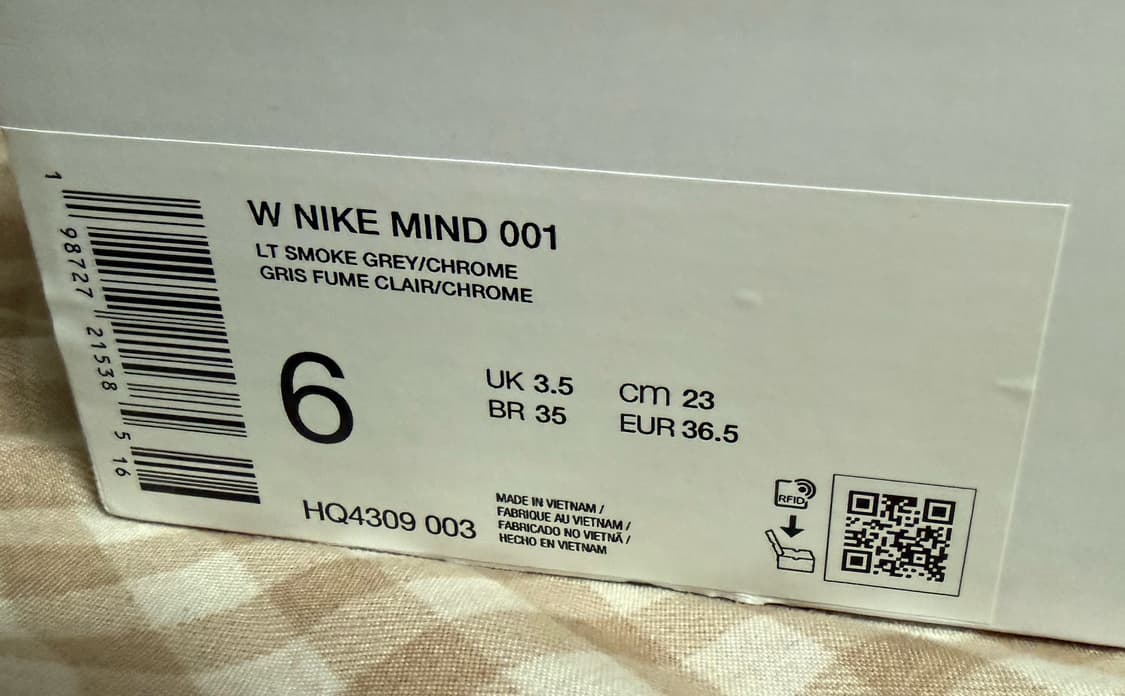 W NIKE MIND 001
LT SMOKE GREY/CHROME
GRIS FUME CLAIR/CHROME
1 98727 21538 5 16
6
UK 3.5 cm 23
BR 35 EUR 36.5
HQ4309 003
MADE IN VIETNAM /
FABRIQUE AU VIETNAM /
FABRICADO NO VIETNÃ /
HECHO EN VIETNAM
RFID